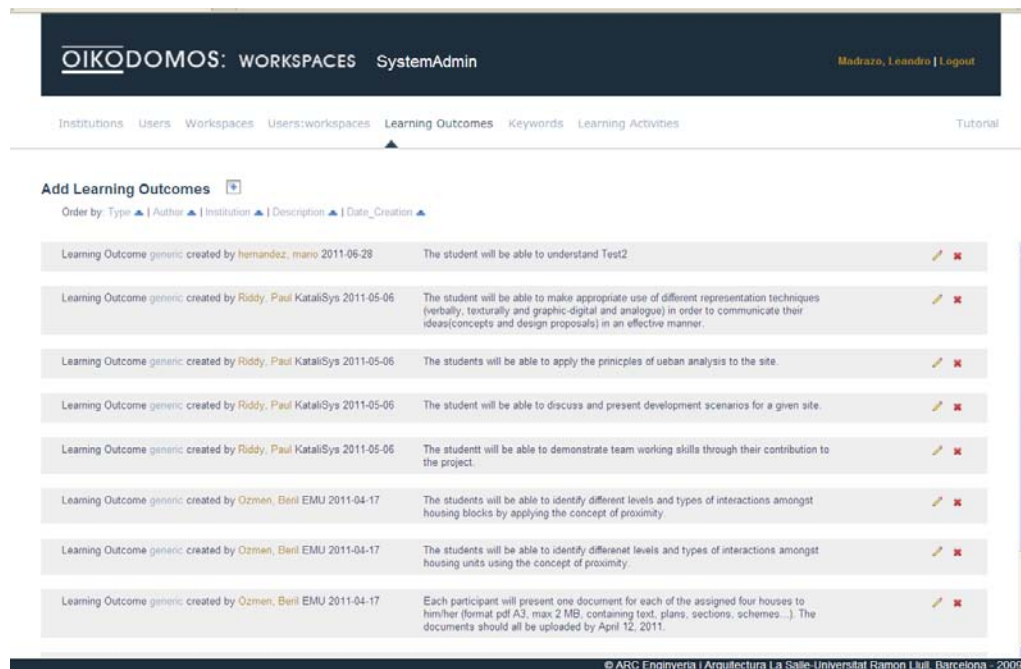 OIKODOMOS: WORKSPACES SystemAdmin
Madrazo, Leandro | Logout
Institutions Users Workspaces Users:workspaces Learning Outcomes Keywords Learning Activities Tutorial
Add Learning Outcomes
Order by: Type | Author | Institution | Description | Date_Creation
Learning Outcome generic created by hernandez, mario 2011-06-28
The student will be able to understand Test2
Learning Outcome generic created by Riddy, Paul KataliSys 2011-05-06
The student will be able to make appropriate use of different representation techniques
(verbally, texturally and graphic-digital and analogue) in order to communicate their
ideas(concepts and design proposals) in an effective manner.
Learning Outcome generic created by Riddy, Paul KataliSys 2011-05-06
The students will be able to apply the prinicples of ueban analysis to the site.
Learning Outcome generic created by Riddy, Paul KataliSys 2011-05-06
The student will be able to discuss and present development scenarios for a given site.
Learning Outcome generic created by Riddy, Paul KataliSys 2011-05-06
The studentt will be able to demonstrate team working skills through their contribution to
the project.
Learning Outcome generic created by Ozmen, Beril EMU 2011-04-17
The students will be able to identify different levels and types of interactions amongst
housing blocks by applying the concept of proximity.
Learning Outcome generic created by Ozmen, Beril EMU 2011-04-17
The students will be able to identify differenet levels and types of interactions amongst
housing units using the concept of proximity.
Learning Outcome generic created by Ozmen, Beril EMU 2011-04-17
Each participant will present one document for each of the assigned four houses to
him/her (format pdf A3, max 2 MB, containing text, plans, sections, schemes...). The
documents should all be uploaded by April 12, 2011.
© ARC Enginyeria i Arquitectura La Salle-Universitat Ramon Llull. Barcelona - 2009